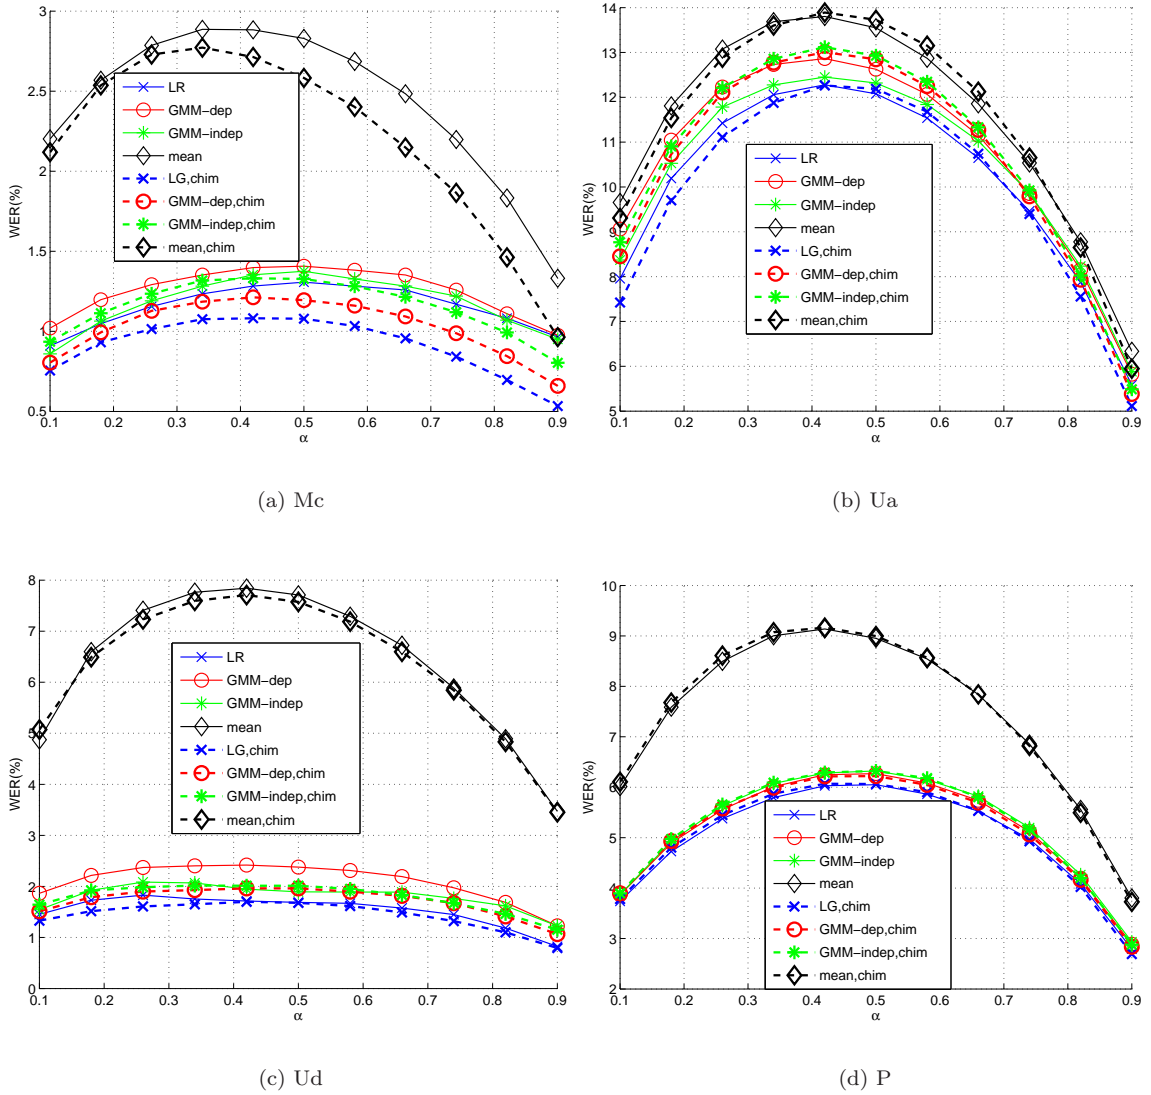 3
2.5
2
1.5
1
0.5
WER(%)
LR
GMM-dep
GMM-indep
mean
LG,chim
GMM-dep,chim
GMM-indep,chim
mean,chim
0.1 0.2 0.3 0.4 0.5 0.6 0.7 0.8 0.9
α
(a) Mc
14
13
12
11
10
9
8
7
6
5
WER(%)
LR
GMM-dep
GMM-indep
mean
LG,chim
GMM-dep,chim
GMM-indep,chim
mean,chim
0.1 0.2 0.3 0.4 0.5 0.6 0.7 0.8 0.9
α
(b) Ua
8
7
6
5
4
3
2
1
0
WER(%)
LR
GMM-dep
GMM-indep
mean
LG,chim
GMM-dep,chim
GMM-indep,chim
mean,chim
0.1 0.2 0.3 0.4 0.5 0.6 0.7 0.8 0.9
α
(c) Ud
10
9
8
7
6
5
4
3
2
WER(%)
LR
GMM-dep
GMM-indep
mean
LG,chim
GMM-dep,chim
GMM-indep,chim
mean,chim
0.1 0.2 0.3 0.4 0.5 0.6 0.7 0.8 0.9
α
(d) P